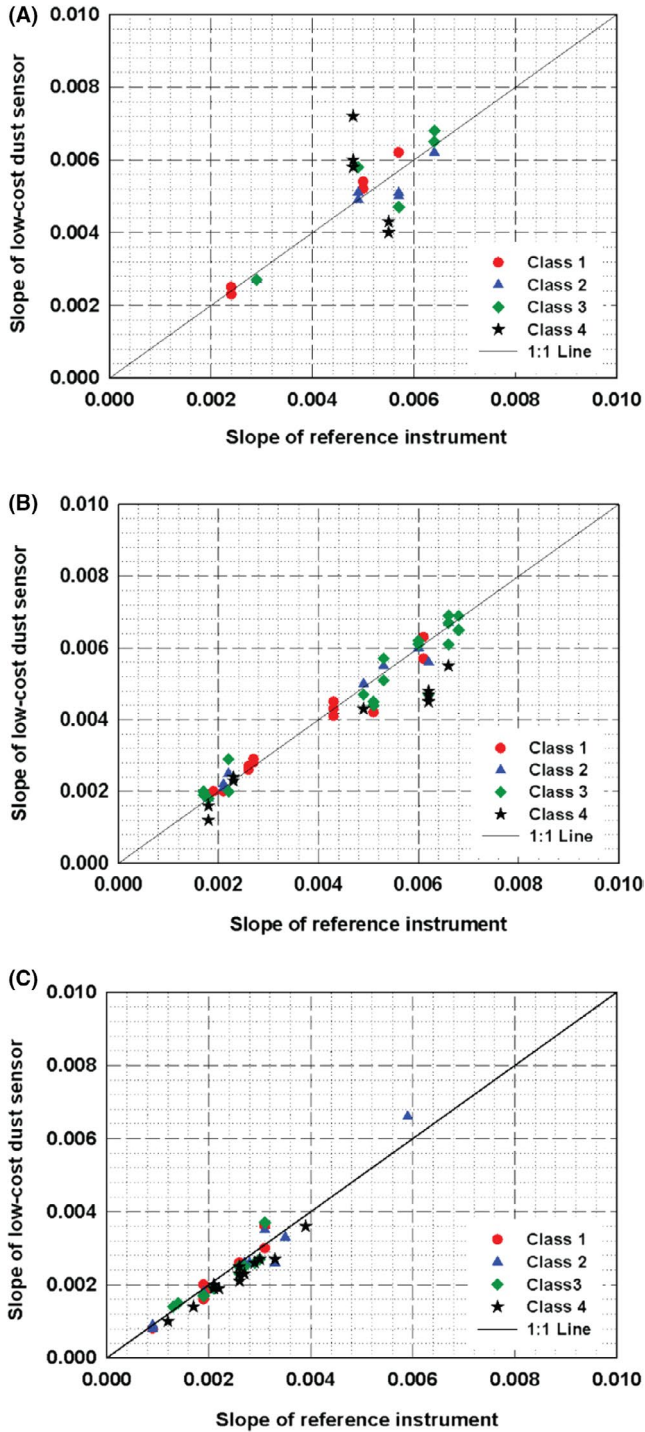 (A)
0.010
0.008
0.006
0.004
0.002
0.000
Slope of low-cost dust sensor
Class 1
Class 2
Class 3
Class 4
1:1 Line
0.000 0.002 0.004 0.006 0.008 0.010
Slope of reference instrument
(B)
0.010
0.008
0.006
0.004
0.002
0.000
Slope of low-cost dust sensor
Class 1
Class 2
Class 3
Class 4
1:1 Line
0.000 0.002 0.004 0.006 0.008 0.010
Slope of reference instrument
(C)
0.010
0.008
0.006
0.004
0.002
0.000
Slope of low-cost dust sensor
Class 1
Class 2
Class3
Class 4
1:1 Line
0.000 0.002 0.004 0.006 0.008 0.010
Slope of reference instrument